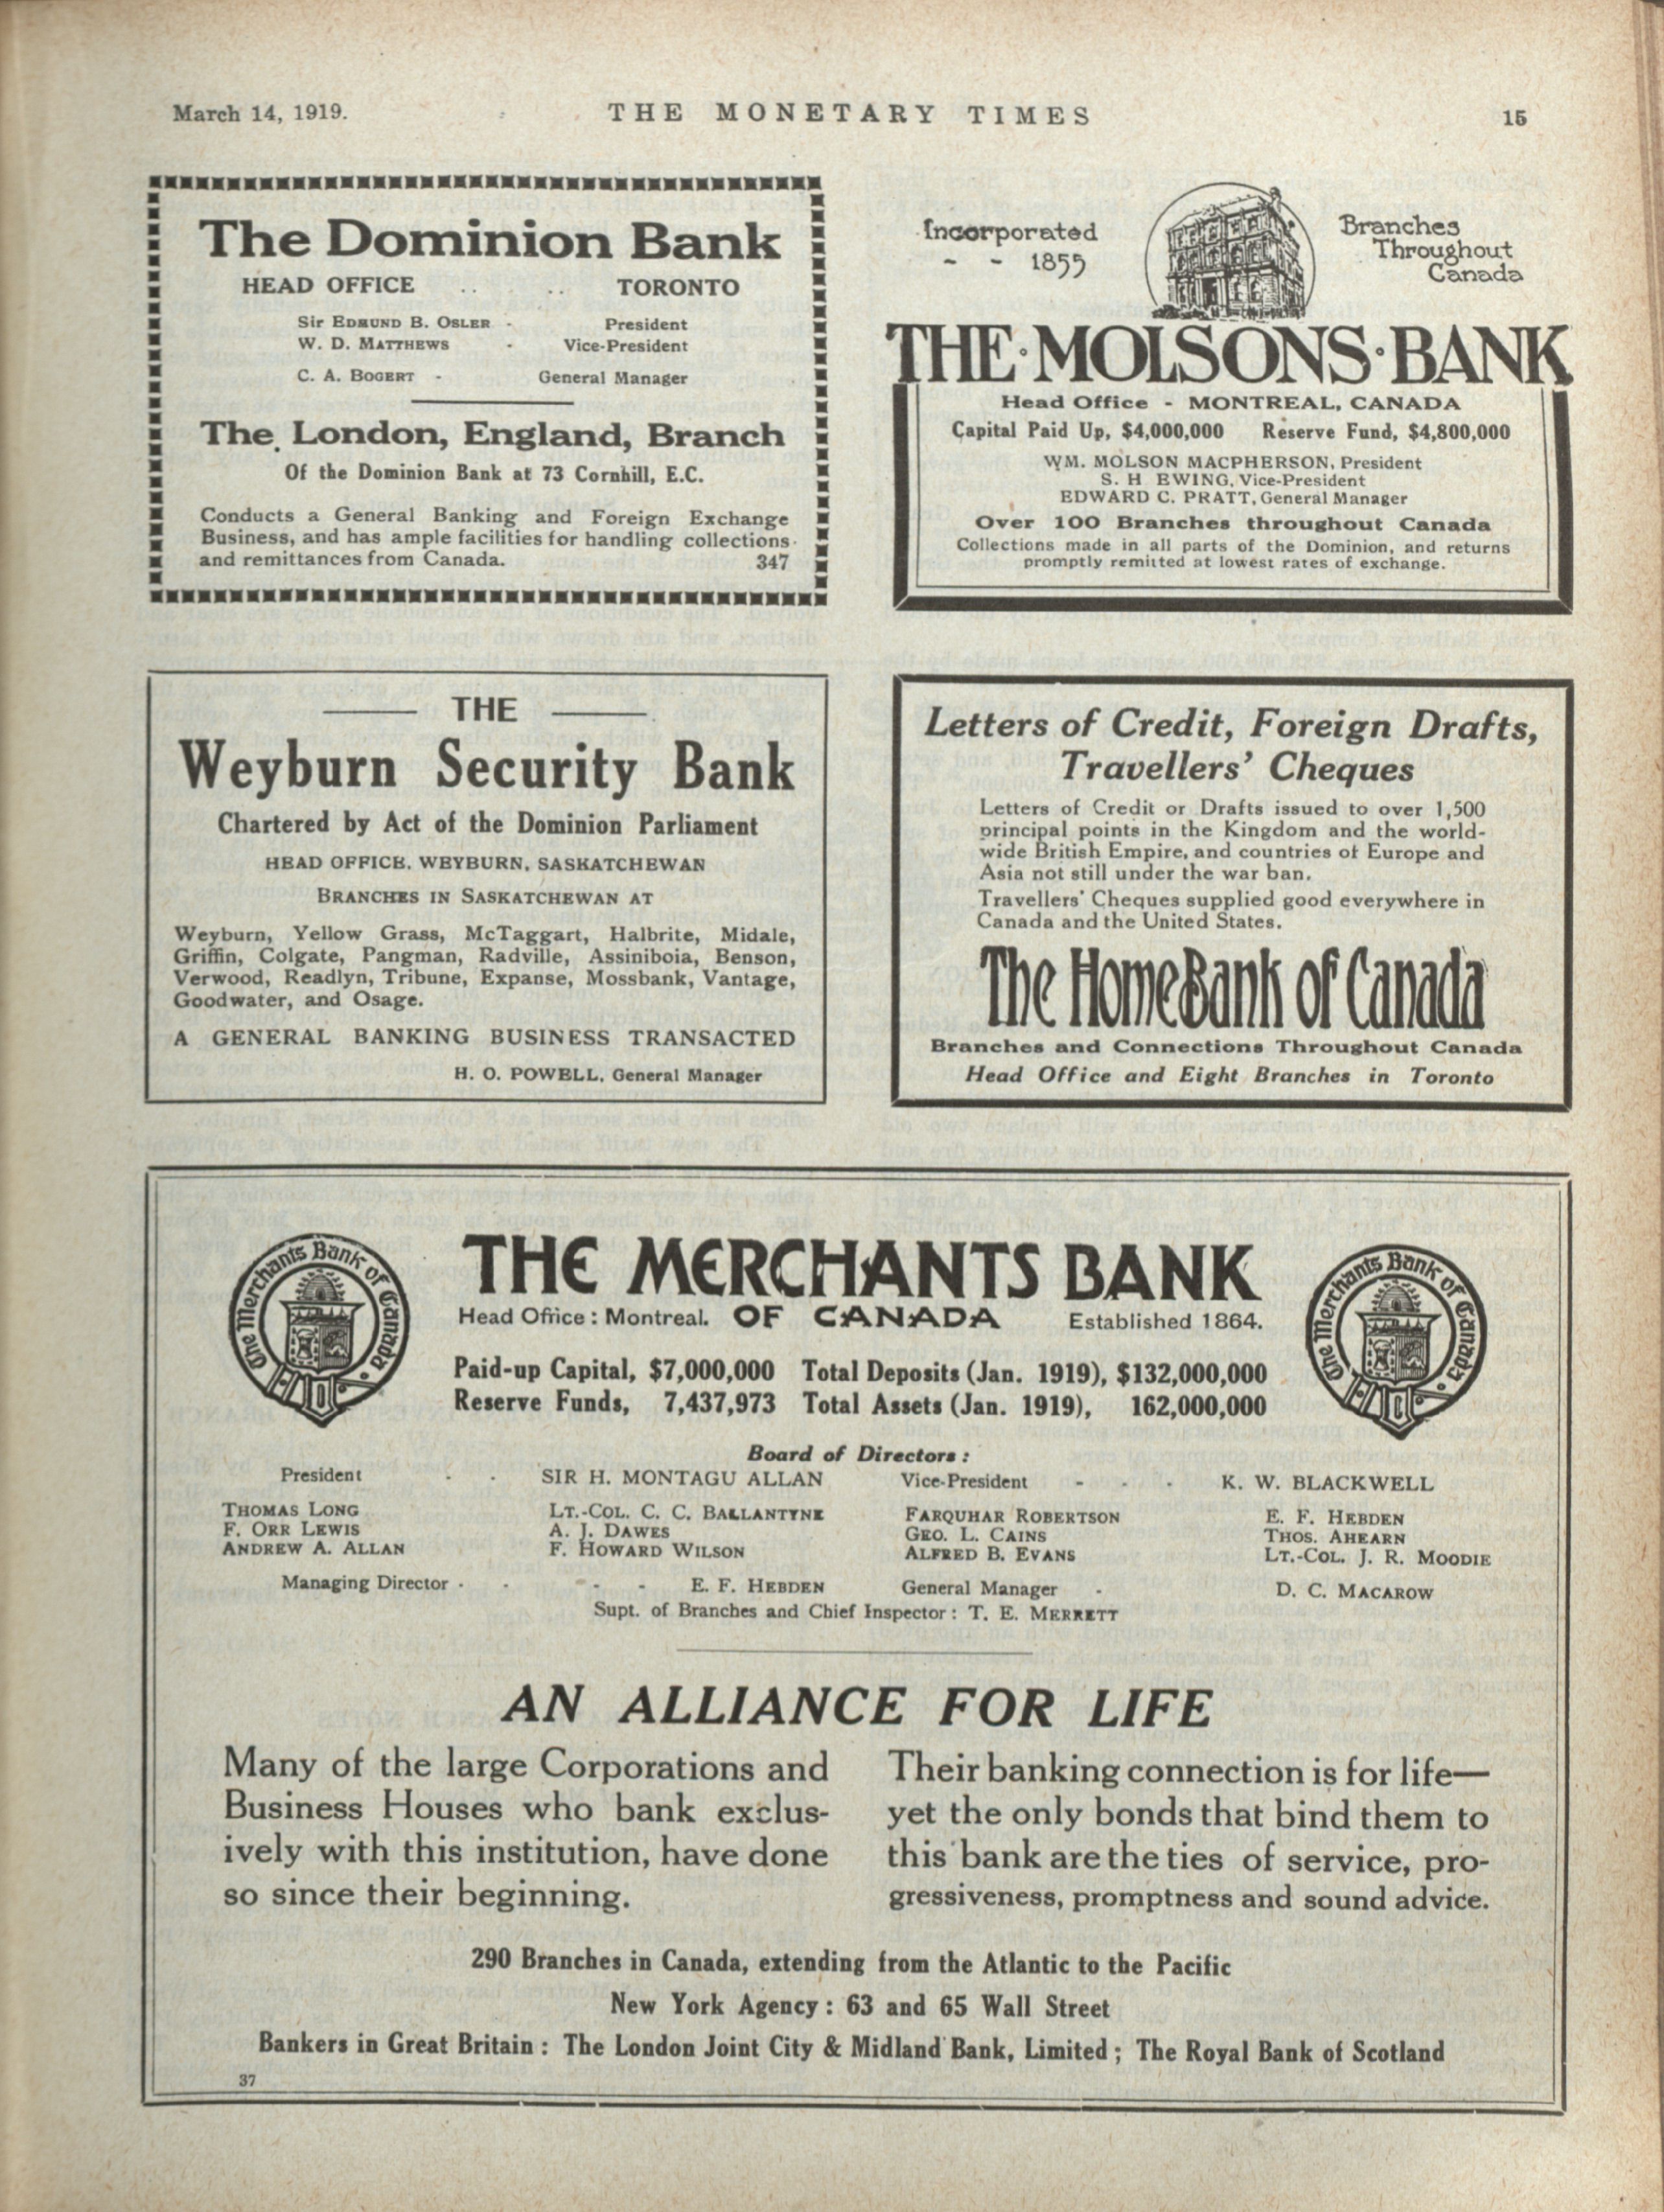 March 14, 1919.
THE MONETARY TIMES
15
The Dominion Bank
HEAD OFFICE .. .. TORONTO
Sir EDMUND B. OSLER - President
W. D. MATTHEWS - Vice-President
C. A. BOGERT - General Manager
The London, England, Branch
Of the Dominion Bank at 73 Cornhill, E.C.
Conducts a General Banking and Foreign Exchange
Business, and has ample facilities for handling collections
and remittances from Canada. 347
Incorporated
- - 1855
Branches
Throughout
Canada
THE·MOLSONS·BANK
Head Office - MONTREAL, CANADA
Capital Paid Up, $4,000,000 Reserve Fund, $4,800,000
WM. MOLSON MACPHERSON, President
S. H EWING, Vice-President
EDWARD C. PRATT, General Manager
Over 100 Branches throughout Canada
Collections made in all parts of the Dominion, and returns
promptly remitted at lowest rates of exchange.
THE
Weyburn Security Bank
Chartered by Act of the Dominion Parliament
HEAD OFFICE, WEYBURN, SASKATCHEWAN
BRANCHES IN SASKATCHEWAN AT
Weyburn, Yellow Grass, McTaggart, Halbrite, Midale,
Griffin, Colgate, Pangman, Radville, Assiniboia, Benson,
Verwood, Readlyn, Tribune, Expanse, Mossbank, Vantage,
Goodwater, and Osage.
A GENERAL BANKING BUSINESS TRANSACTED
H. O. POWELL, General Manager
Letters of Credit, Foreign Drafts,
Travellers' Cheques
Letters of Credit or Drafts issued to over 1,500
principal points in the Kingdom and the world-
wide British Empire, and countries of Europe and
Asia not still under the war ban.
Travellers' Cheques supplied good everywhere in
Canada and the United States.
The Home Bank of Canada
Branches and Connections Throughout Canada
Head Office and Eight Branches in Toronto
The Merchants Bank of Canada
THE MERCHANTS BANK
Head Office : Montreal. OF CANADA Established 1864.
The Merchants Bank of Canada
Paid-up Capital, $7,000,000 Total Deposits (Jan. 1919), $132,000,000
Reserve Funds, 7,437,973 Total Assets (Jan. 1919), 162,000,000
Board of Directors :
President - - SIR H. MONTAGU ALLAN Vice-President - - - K. W. BLACKWELL
THOMAS LONG LT.-COL. C. C. BALLANTYNE FARQUHAR ROBERTSON E. F. HEBDEN
F. ORR LEWIS A. J. DAWES GEO. L. CAINS THOS. AHEARN
ANDREW A. ALLAN F. HOWARD WILSON ALFRED B. EVANS LT.-COL. J. R. MOODIE
Managing Director - - - - E. F. HEBDEN General Manager - D. C. MACAROW
Supt. of Branches and Chief Inspector : T. E. MERRETT
AN ALLIANCE FOR LIFE
Many of the large Corporations and
Business Houses who bank exclus-
ively with this institution, have done
so since their beginning.
Their banking connection is for life—
yet the only bonds that bind them to
this bank are the ties of service, pro-
gressiveness, promptness and sound advice.
290 Branches in Canada, extending from the Atlantic to the Pacific
New York Agency : 63 and 65 Wall Street
Bankers in Great Britain : The London Joint City & Midland Bank, Limited ; The Royal Bank of Scotland
37